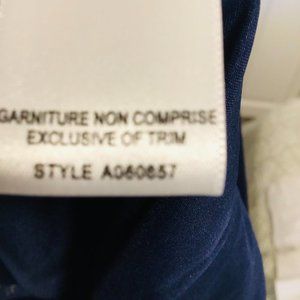 GARNITURE NON COMPRISE
EXCLUSIVE OF TRIM
STYLE A060657